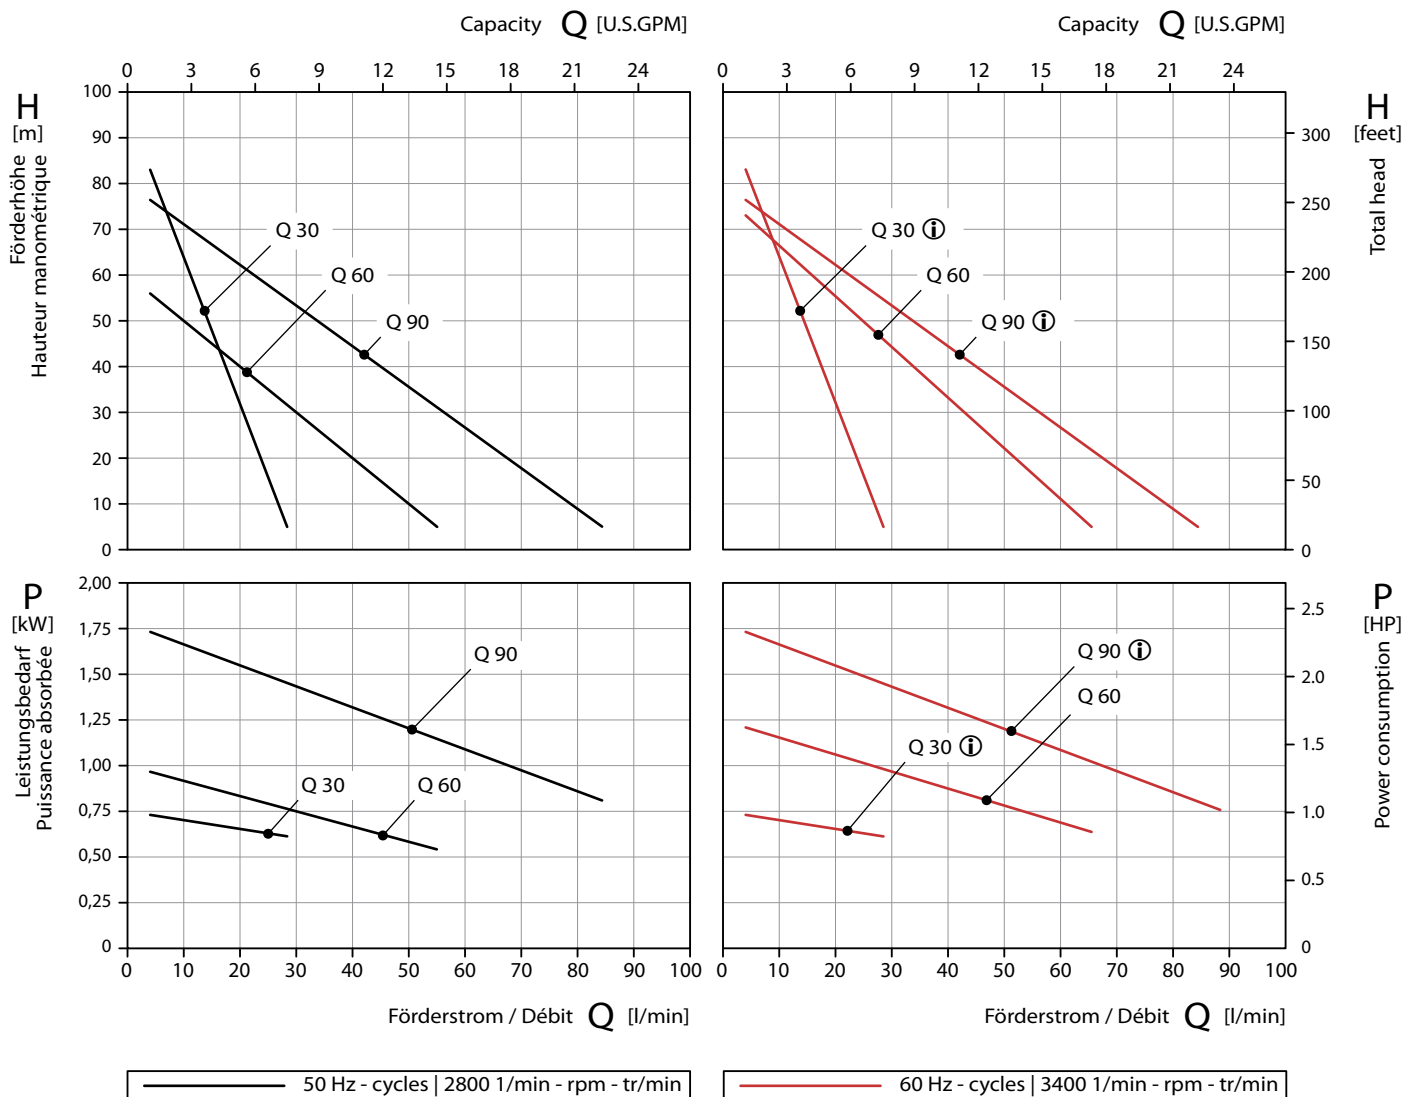 Capacity Q [U.S.GPM]
Capacity Q [U.S.GPM]
0 3 6 9 12 15 18 21 24
0 3 6 9 12 15 18 21 24
H
[m]
Förderhöhe
Hauteur manométrique
100
90
80
70
60
50
40
30
20
10
0
Q 30
Q 60
Q 90
Q 30 i
Q 60
Q 90 i
H
[feet]
Total head
300
250
200
150
100
50
0
P
[kW]
Leistungsbedarf
Puissance absorbée
2,00
1,75
1,50
1,25
1,00
0,75
0,50
0,25
0
Q 90
Q 30
Q 60
Q 90 i
Q 60
Q 30 i
P
[HP]
Power consumption
2.5
2.0
1.5
1.0
0.5
0
0 10 20 30 40 50 60 70 80 90 100
0 10 20 30 40 50 60 70 80 90 100
Förderstrom / Débit Q [l/min]
Förderstrom / Débit Q [l/min]
50 Hz - cycles | 2800 1/min - rpm - tr/min
60 Hz - cycles | 3400 1/min - rpm - tr/min